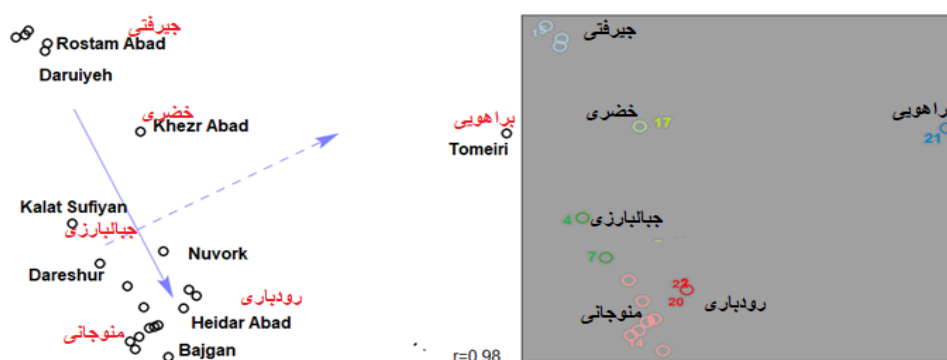 جیرفتی
Rostam Abad
Daruiyeh
خضری
Khezr Abad
براهویی
Tomeiri
Kalat Sufiyan
جبالبارزی
Nuvork
Dareshur
رودباری
Heidar Abad
منوجانی
Bajgan
r=0.98
جیرفتی
خضری
17
براهویی
21
4
جبالبارزی
7
22
20
رودباری
منوجانی
14